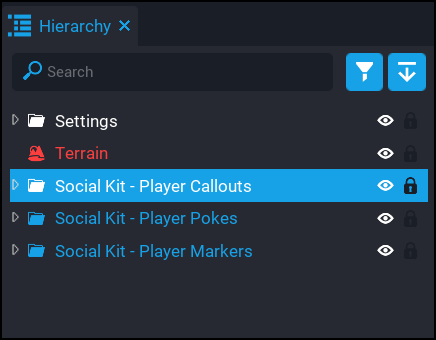 Hierarchy
Search
Settings
Terrain
Social Kit - Player Callouts
Social Kit - Player Pokes
Social Kit - Player Markers